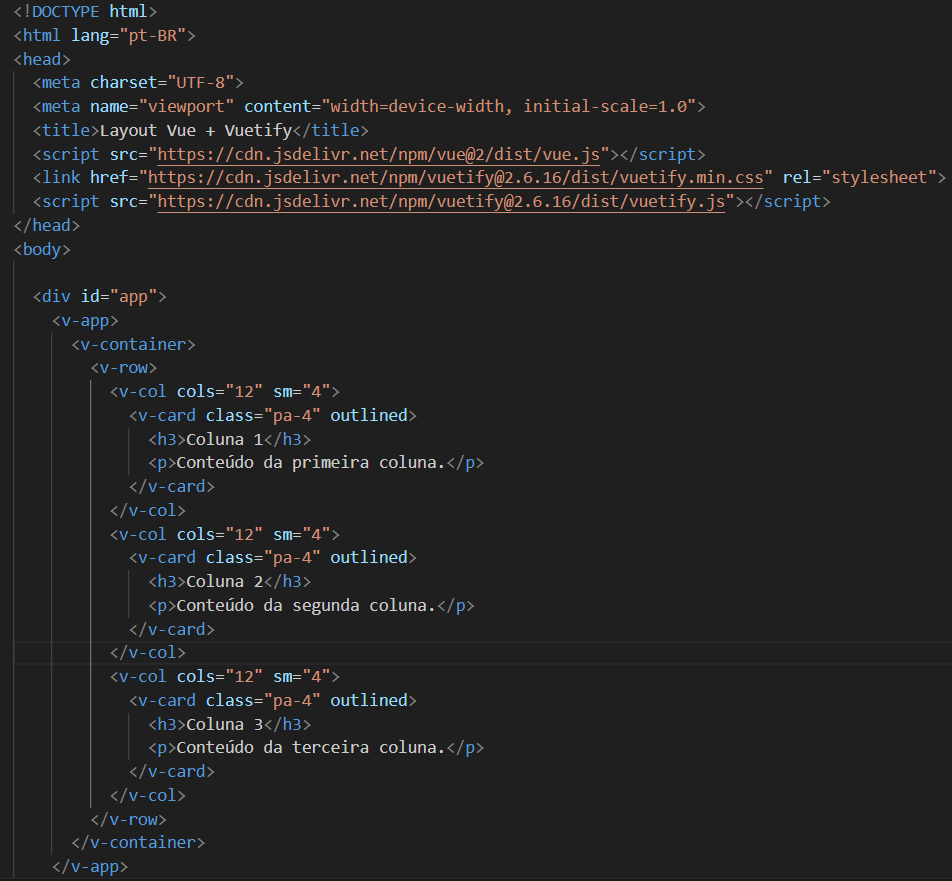 <!DOCTYPE html>
<html lang="pt-BR">
<head>
  <meta charset="UTF-8">
  <meta name="viewport" content="width=device-width, initial-scale=1.0">
  <title>Layout Vue + Vuetify</title>
  <script src="https://cdn.jsdelivr.net/npm/vue@2/dist/vue.js"></script>
  <link href="https://cdn.jsdelivr.net/npm/vuetify@2.6.16/dist/vuetify.min.css" rel="stylesheet">
  <script src="https://cdn.jsdelivr.net/npm/vuetify@2.6.16/dist/vuetify.js"></script>
</head>
<body>

  <div id="app">
    <v-app>
      <v-container>
        <v-row>
          <v-col cols="12" sm="4">
            <v-card class="pa-4" outlined>
              <h3>Coluna 1</h3>
              <p>Conteúdo da primeira coluna.</p>
            </v-card>
          </v-col>
          <v-col cols="12" sm="4">
            <v-card class="pa-4" outlined>
              <h3>Coluna 2</h3>
              <p>Conteúdo da segunda coluna.</p>
            </v-card>
          </v-col>
          <v-col cols="12" sm="4">
            <v-card class="pa-4" outlined>
              <h3>Coluna 3</h3>
              <p>Conteúdo da terceira coluna.</p>
            </v-card>
          </v-col>
        </v-row>
      </v-container>
    </v-app>